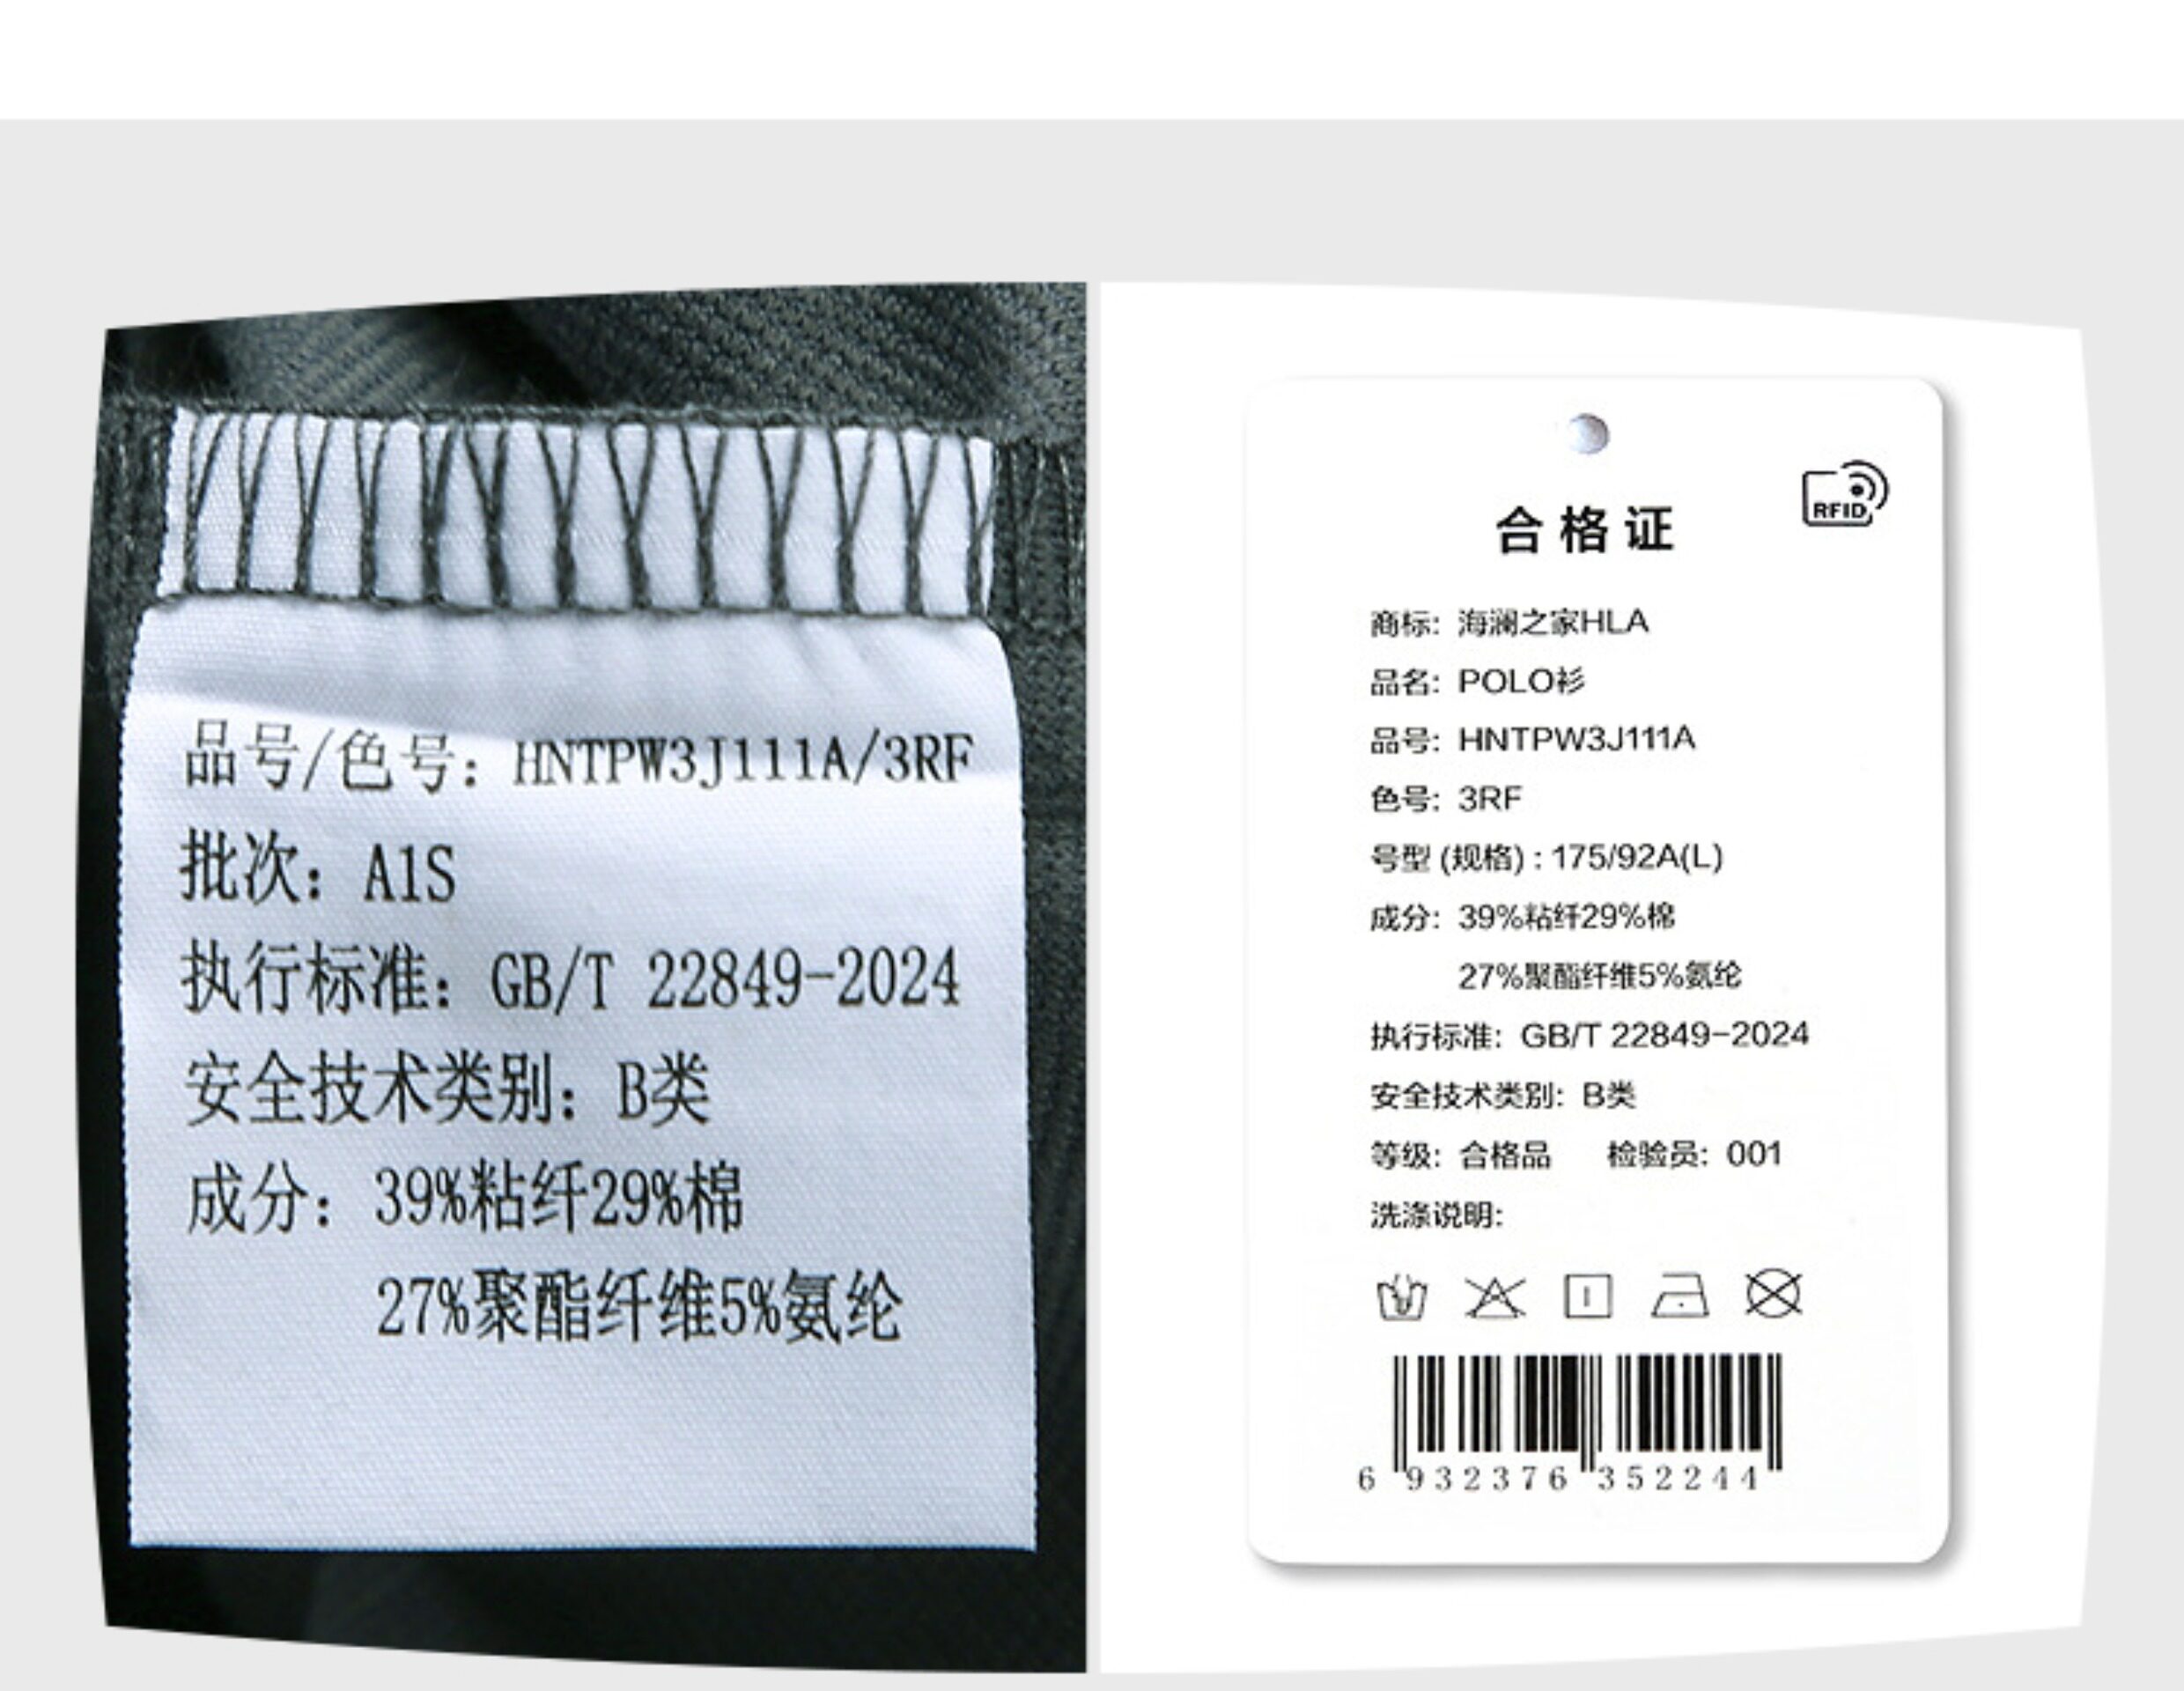 品号/色号：HNTPW3J111A/3RF
批次：A1S
执行标准：GB/T 22849-2024
安全技术类别：B类
成分：39%粘纤29%棉
27%聚酯纤维5%氨纶
RFID
合格证
商标：海澜之家HLA
品名：POLO衫
品号：HNTPW3J111A
色号：3RF
号型(规格)：175/92A(L)
成分：39%粘纤29%棉
27%聚酯纤维5%氨纶
执行标准：GB/T 22849-2024
安全技术类别：B类
等级：合格品 检验员：001
洗涤说明：
6 932376 352244